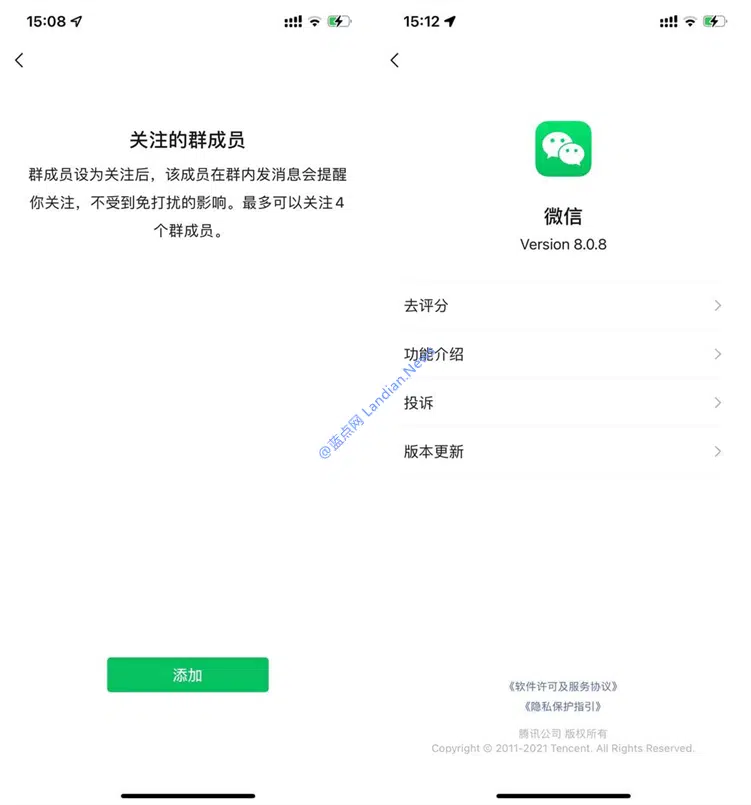 15:08
关注的群成员
群成员设为关注后，该成员在群内发消息会提醒
你关注，不受到免打扰的影响。最多可以关注4
个群成员。
添加
15:12
微信
Version 8.0.8
去评分
功能介绍
投诉
版本更新
《软件许可及服务协议》
《隐私保护指引》
腾讯公司 版权所有
Copyright © 2011-2021 Tencent. All Rights Reserved.
@蓝点网 Landian.News